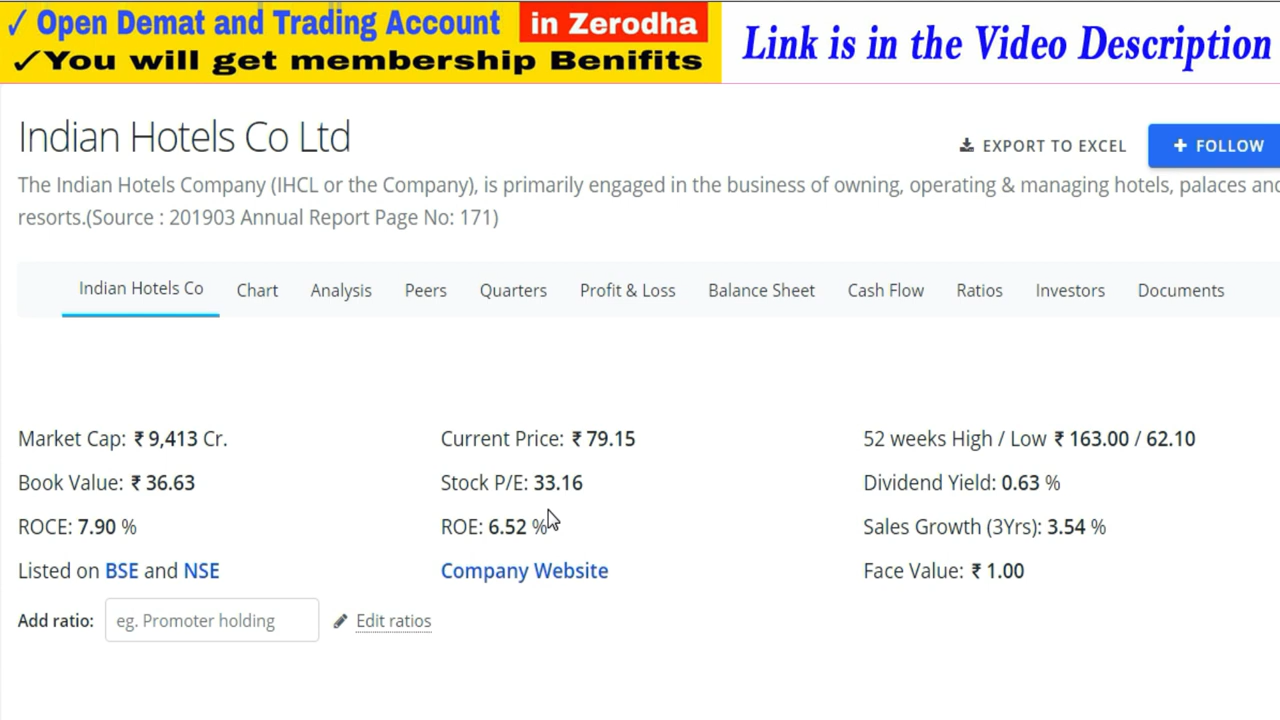 ✓ Open Demat and Trading Account in Zerodha
✓You will get membership Benifits
Link is in the Video Description
Indian Hotels Co Ltd
EXPORT TO EXCEL
+ FOLLOW
The Indian Hotels Company (IHCL or the Company), is primarily engaged in the business of owning, operating & managing hotels, palaces and
resorts.(Source : 201903 Annual Report Page No: 171)
Indian Hotels Co Chart Analysis Peers Quarters Profit & Loss Balance Sheet Cash Flow Ratios Investors Documents
Market Cap: ₹ 9,413 Cr. Current Price: ₹ 79.15 52 weeks High / Low ₹ 163.00 / 62.10
Book Value: ₹ 36.63 Stock P/E: 33.16 Dividend Yield: 0.63 %
ROCE: 7.90 % ROE: 6.52 % Sales Growth (3Yrs): 3.54 %
Listed on BSE and NSE Company Website Face Value: ₹ 1.00
Add ratio: eg. Promoter holding Edit ratios